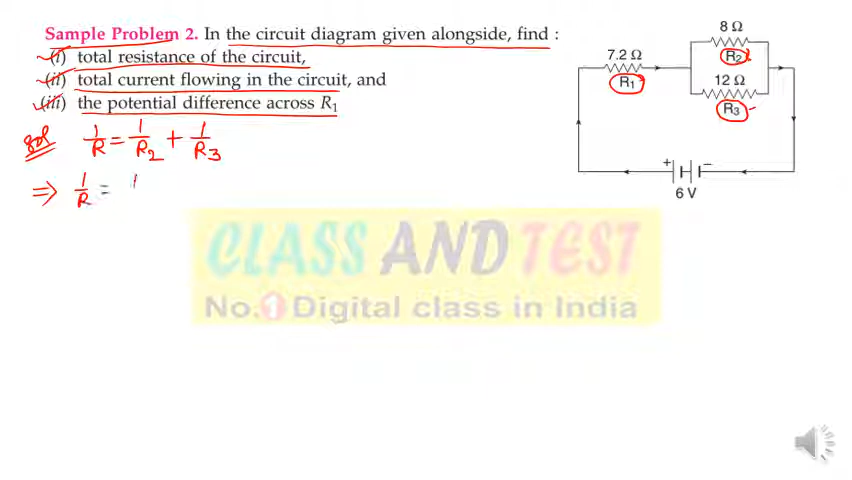 Sample Problem 2. In the circuit diagram given alongside, find :
(i) total resistance of the circuit,
(ii) total current flowing in the circuit, and
(iii) the potential difference across R1
Sol 1/R = 1/R2 + 1/R3
⇒ 1/R = 1
8 Ω
R2
7.2 Ω
R1
12 Ω
R3
+ −
6 V
CLASS AND TEST
No.1 Digital class in India